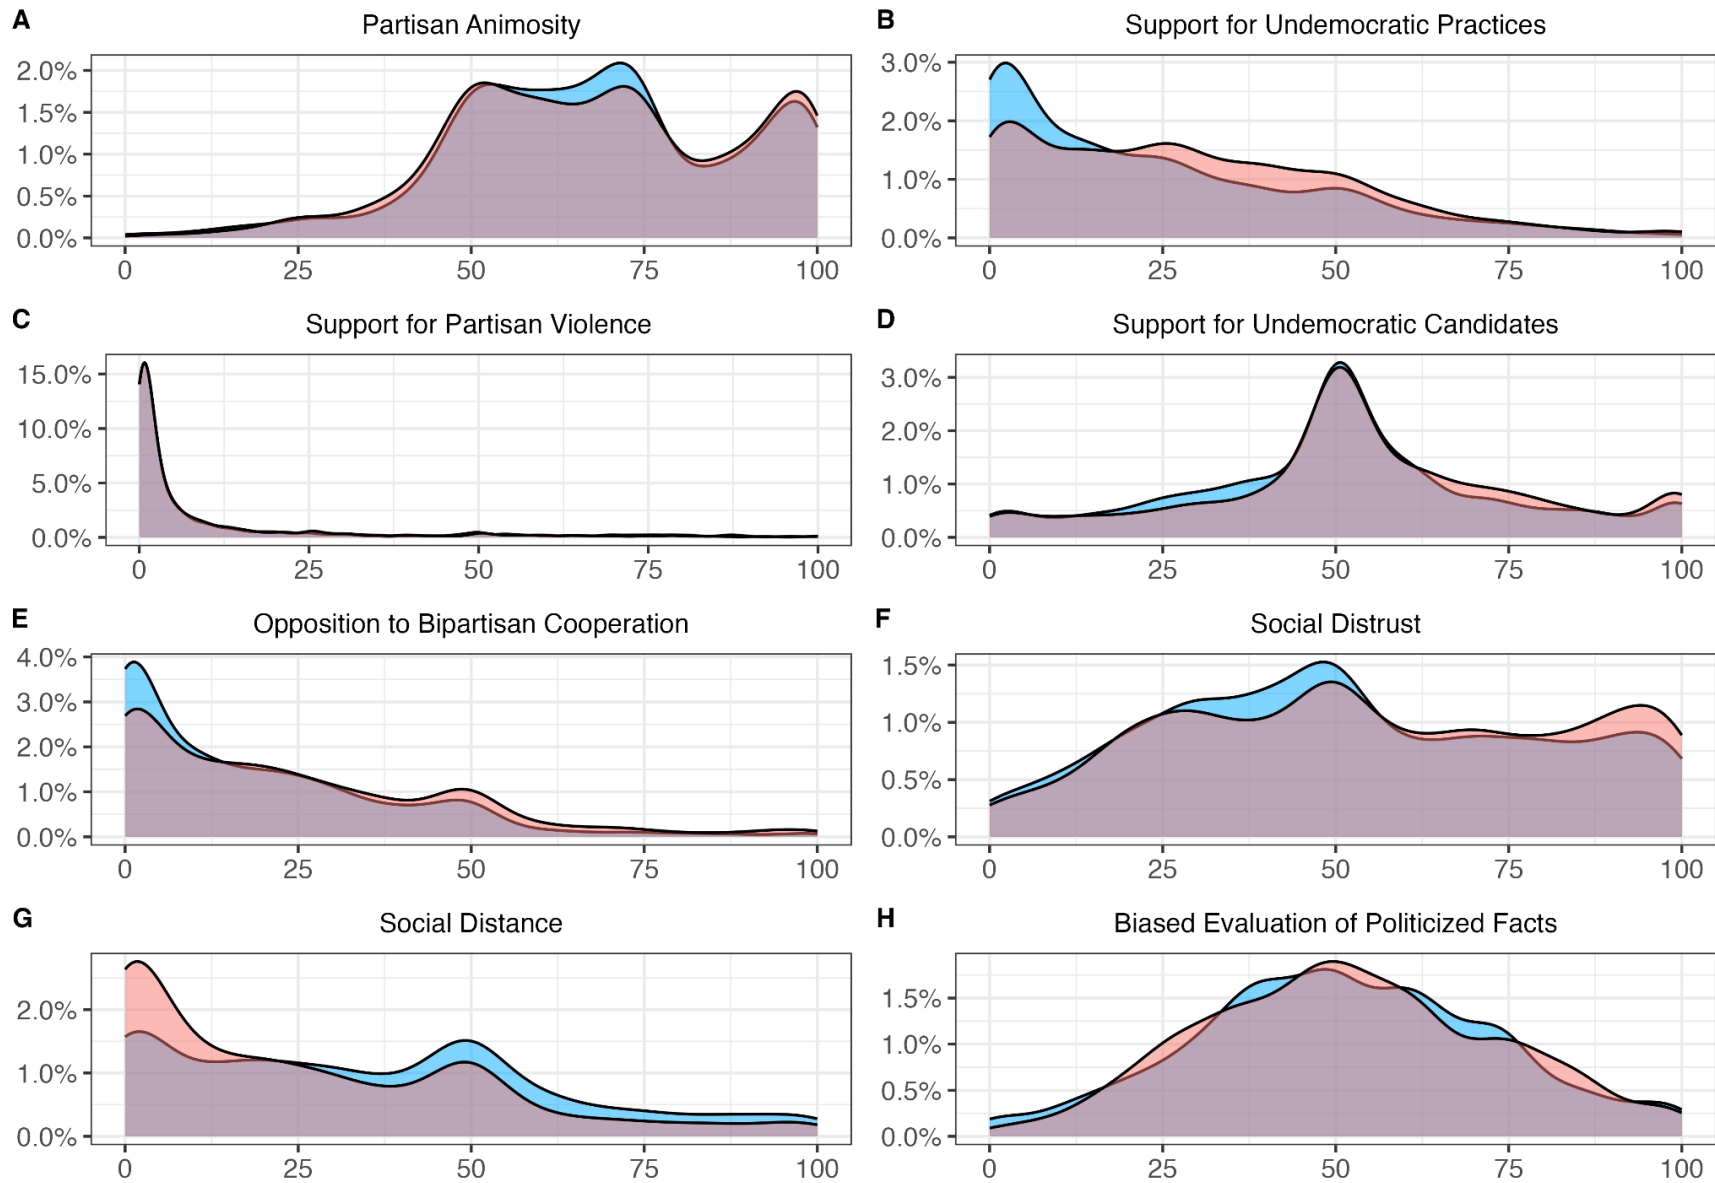 A Partisan Animosity
2.0%
1.5%
1.0%
0.5%
0.0%
0 25 50 75 100
B Support for Undemocratic Practices
3.0%
2.0%
1.0%
0.0%
0 25 50 75 100
C Support for Partisan Violence
15.0%
10.0%
5.0%
0.0%
0 25 50 75 100
D Support for Undemocratic Candidates
3.0%
2.0%
1.0%
0.0%
0 25 50 75 100
E Opposition to Bipartisan Cooperation
4.0%
3.0%
2.0%
1.0%
0.0%
0 25 50 75 100
F Social Distrust
1.5%
1.0%
0.5%
0.0%
0 25 50 75 100
G Social Distance
2.0%
1.0%
0.0%
0 25 50 75 100
H Biased Evaluation of Politicized Facts
1.5%
1.0%
0.5%
0.0%
0 25 50 75 100